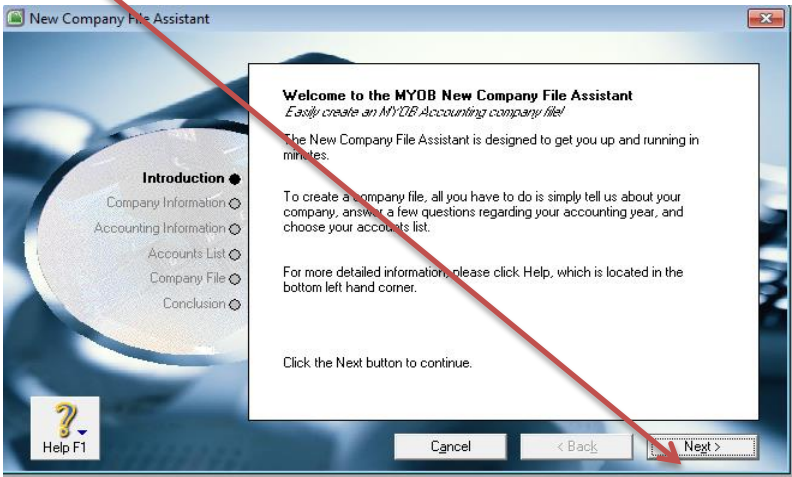 New Company File Assistant
Welcome to the MYOB New Company File Assistant
Easily create an MYOB Accounting company file!
The New Company File Assistant is designed to get you up and running in
minutes.
To create a company file, all you have to do is simply tell us about your
company, answer a few questions regarding your accounting year, and
choose your accounts list.
For more detailed information, please click Help, which is located in the
bottom left hand corner.
Click the Next button to continue.
Introduction
Company Information
Accounting Information
Accounts List
Company File
Conclusion
Help F1
Cancel
< Back
Next >